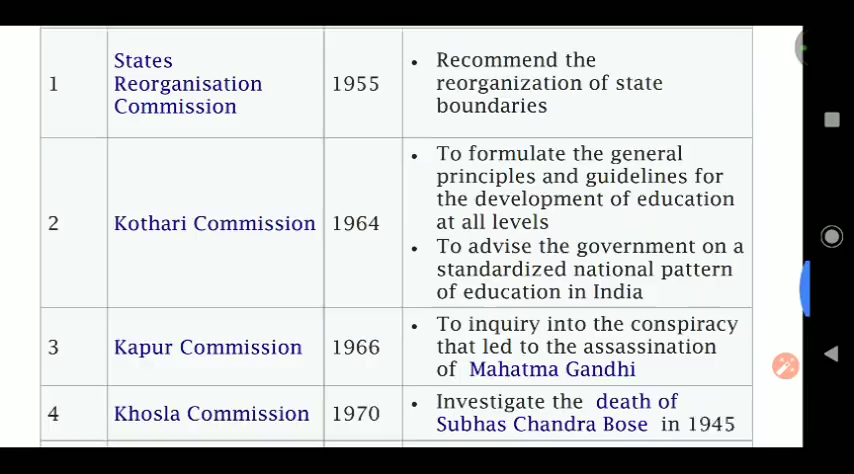 1
States
Reorganisation
Commission
1955
• Recommend the
reorganization of state
boundaries
2
Kothari Commission
1964
• To formulate the general
principles and guidelines for
the development of education
at all levels
• To advise the government on a
standardized national pattern
of education in India
3
Kapur Commission
1966
• To inquiry into the conspiracy
that led to the assassination
of Mahatma Gandhi
4
Khosla Commission
1970
• Investigate the death of
Subhas Chandra Bose in 1945